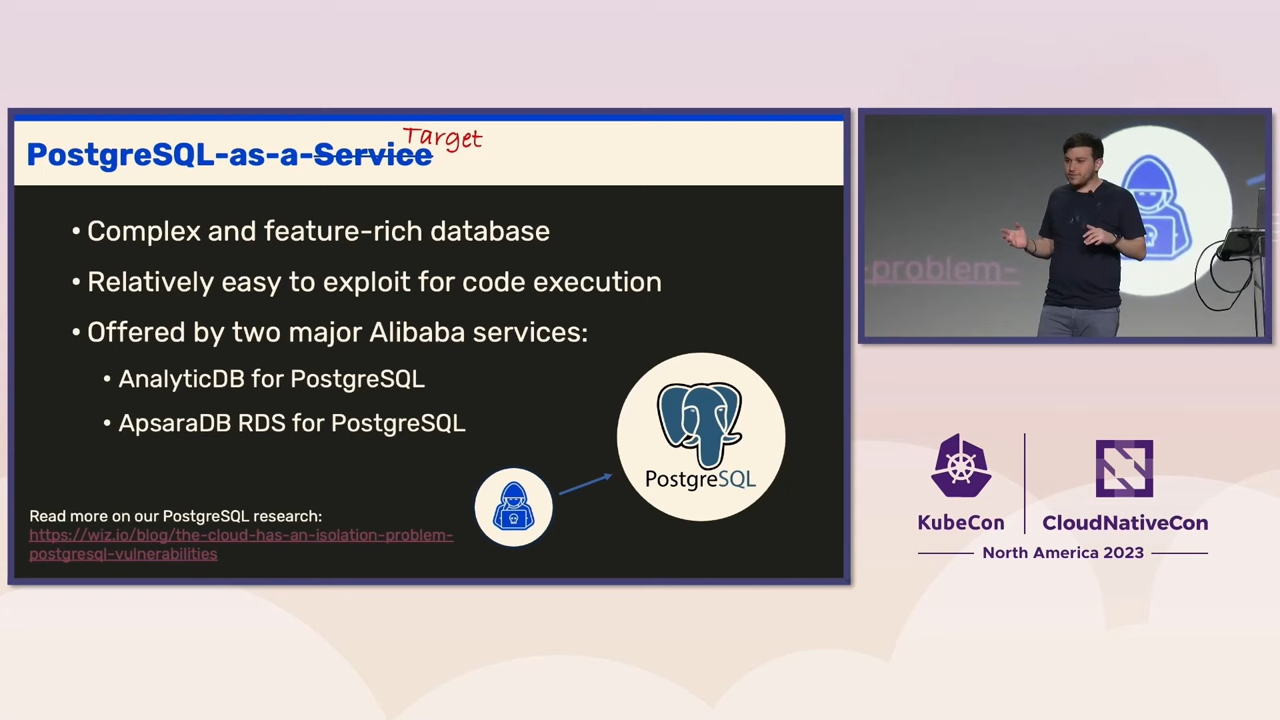 Target
PostgreSQL-as-a-Service
• Complex and feature-rich database
• Relatively easy to exploit for code execution
• Offered by two major Alibaba services:
• AnalyticDB for PostgreSQL
• ApsaraDB RDS for PostgreSQL
PostgreSQL
Read more on our PostgreSQL research:
https://wiz.io/blog/the-cloud-has-an-isolation-problem-
postgresql-vulnerabilities
-problem-
KubeCon
CloudNativeCon
North America 2023